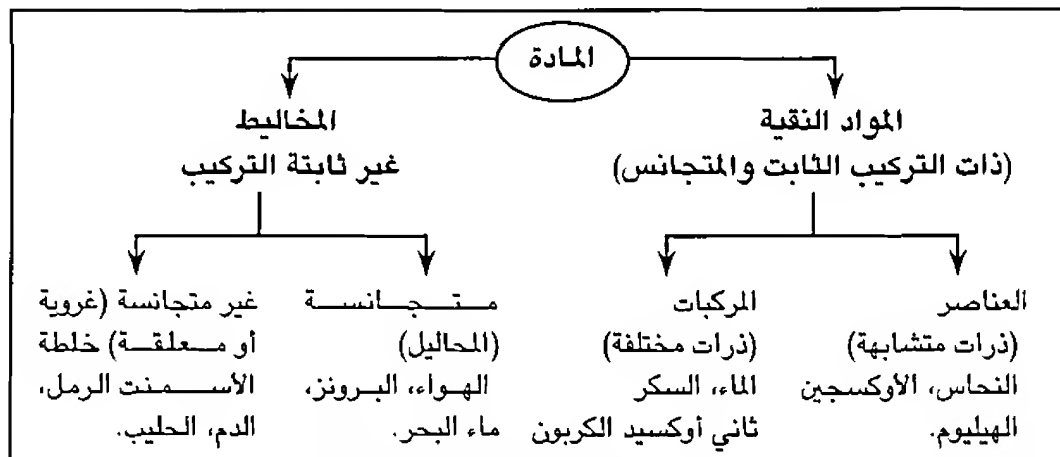 المادة
المواد النقية
(ذات التركيب الثابت والمتجانس)
المخاليط
غير ثابتة التركيب
العناصر
(ذرات متشابهة)
النحاس، الأوكسجين
الهيليوم.
المركبات
(ذرات مختلفة)
الماء، السكر
ثاني أوكسيد الكربون
متجانسة
(المحاليل)
الهواء، البرونز،
ماء البحر.
غير متجانسة (غروية
أو معلقة) خلطة
الأسمنت الرمل،
الدم، الحليب.